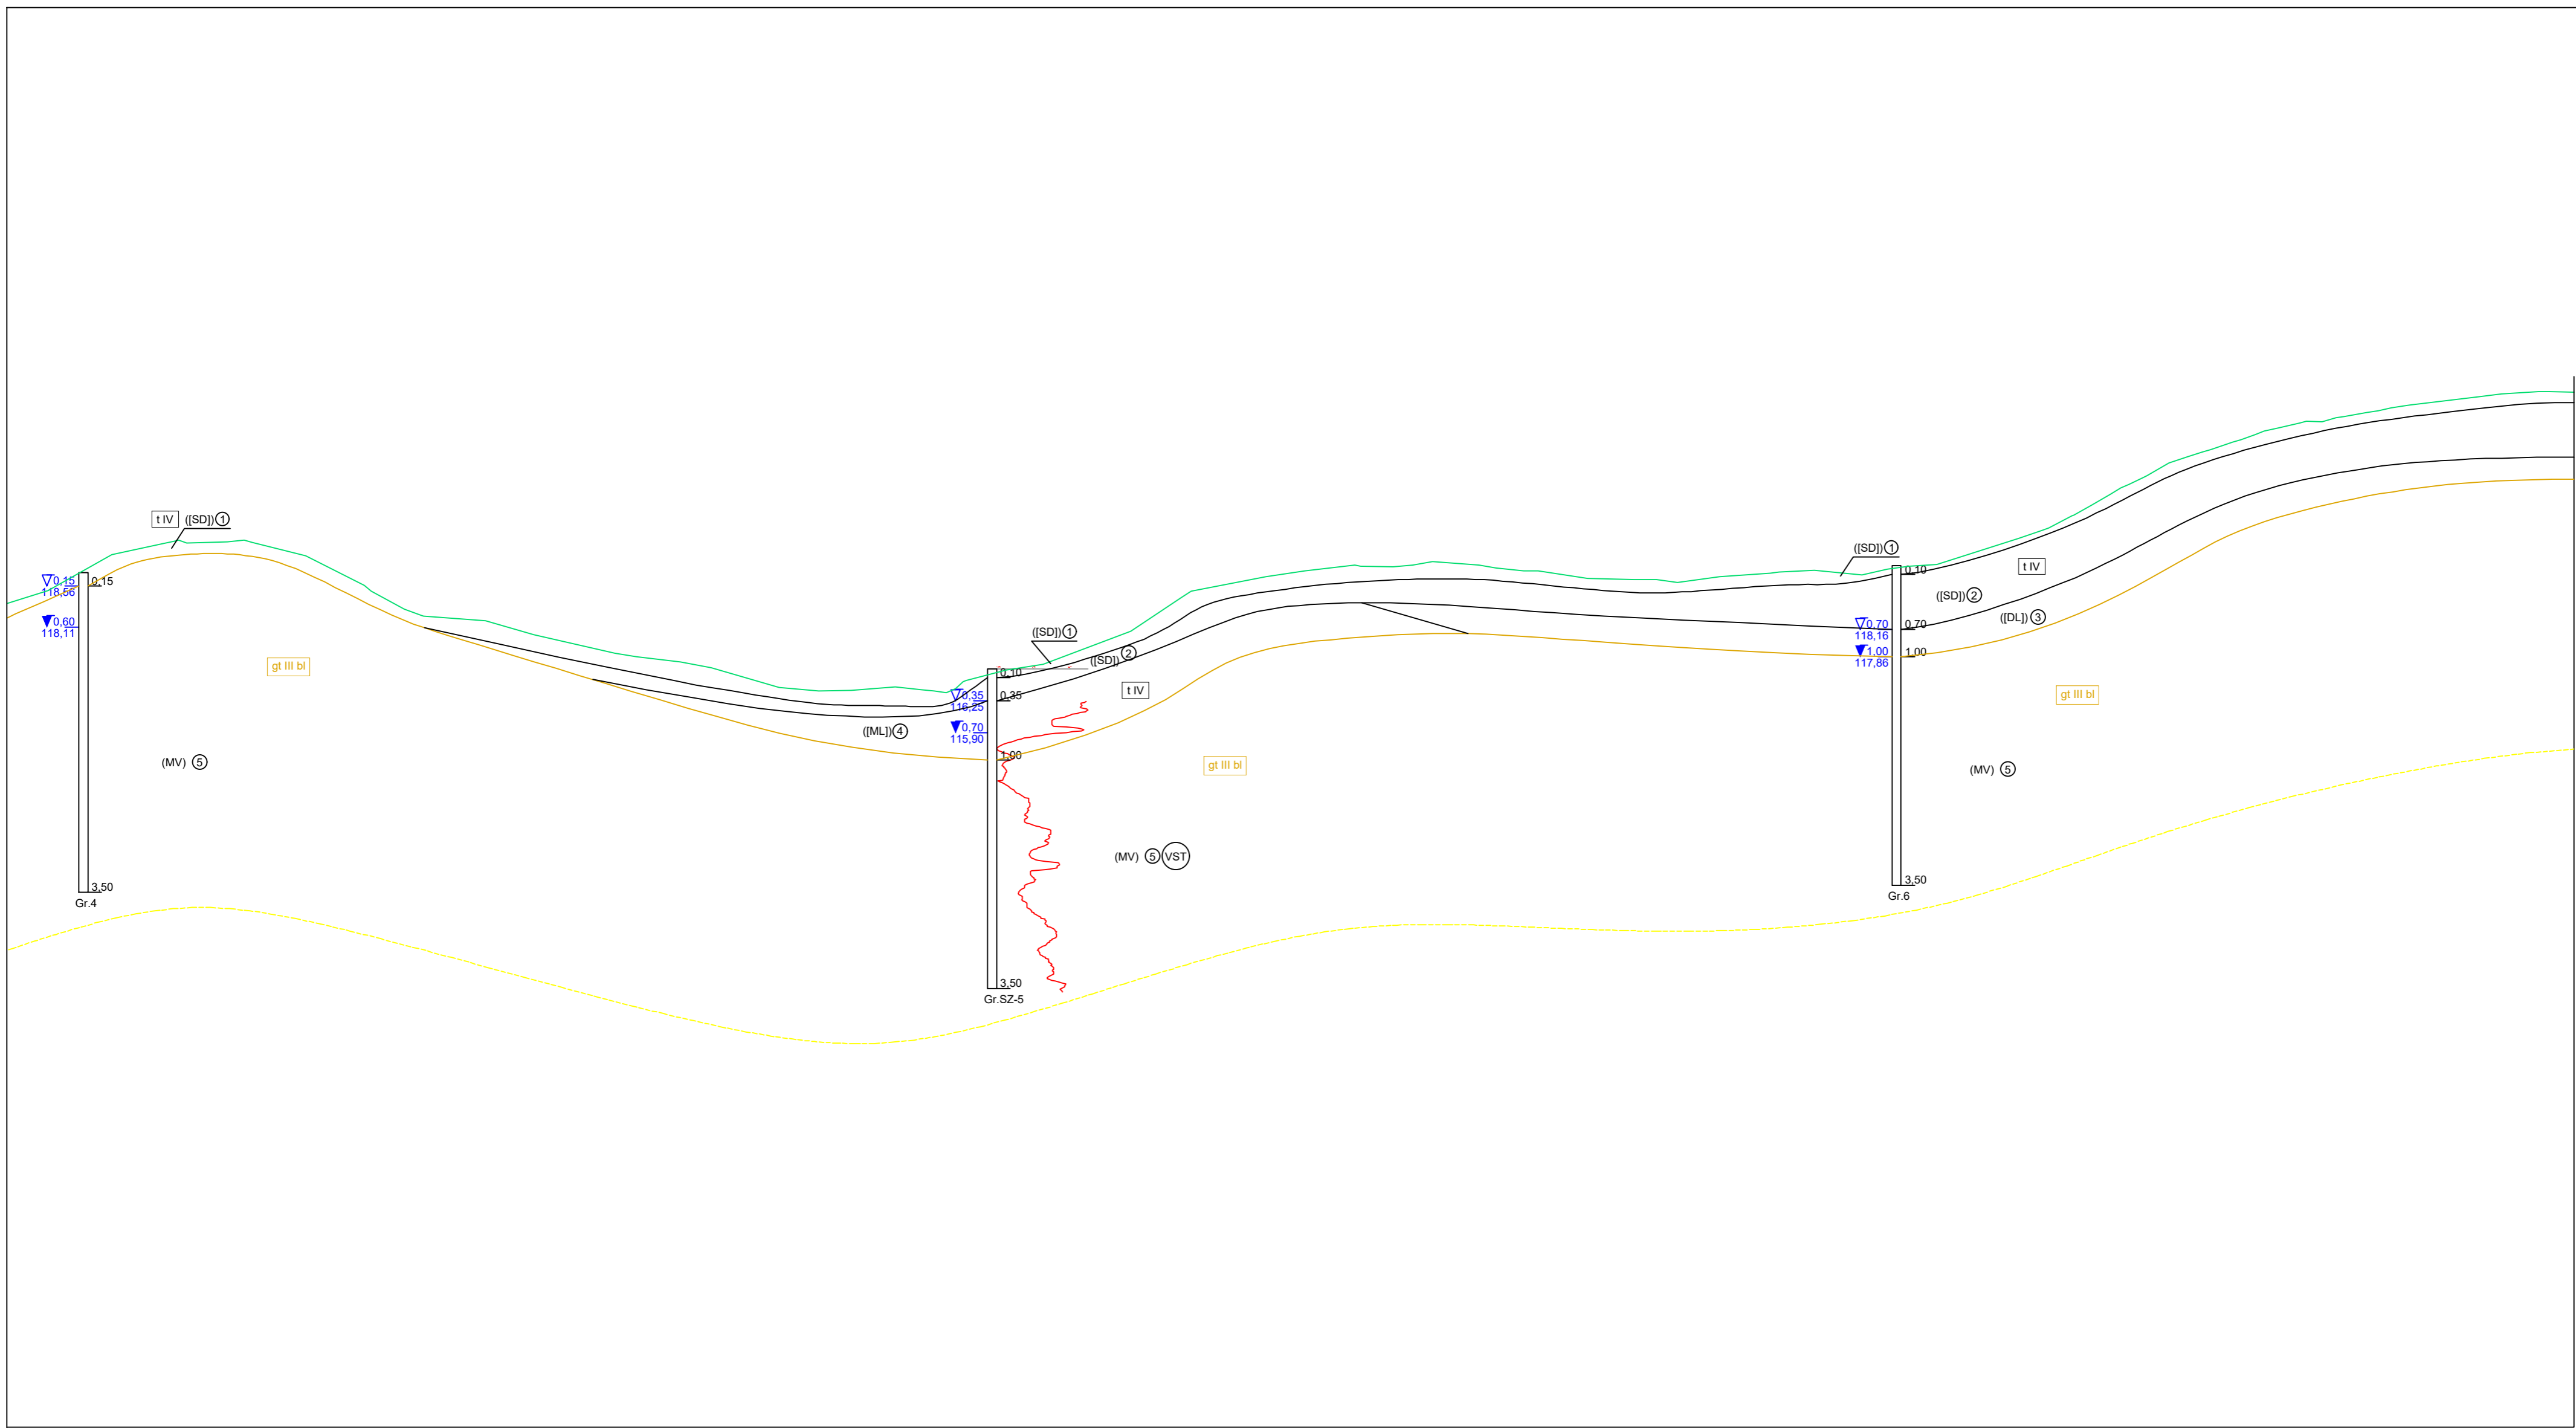 t IV ([SD]) 1
0,15 0,15
118,56
0,60
118,11
gt III bl
(MV) 5
3,50
Gr.4
([SD]) 1
([SD]) 2
0,10
t IV
0,35 0,35
116,25
0,70
115,90
([ML]) 4
1,00
gt III bl
(MV) 5 VST
3,50
Gr.SZ-5
([SD]) 1
0,10
t IV
([SD]) 2
([DL]) 3
0,70 0,70
118,16
1,00 1,00
117,86
gt III bl
(MV) 5
3,50
Gr.6